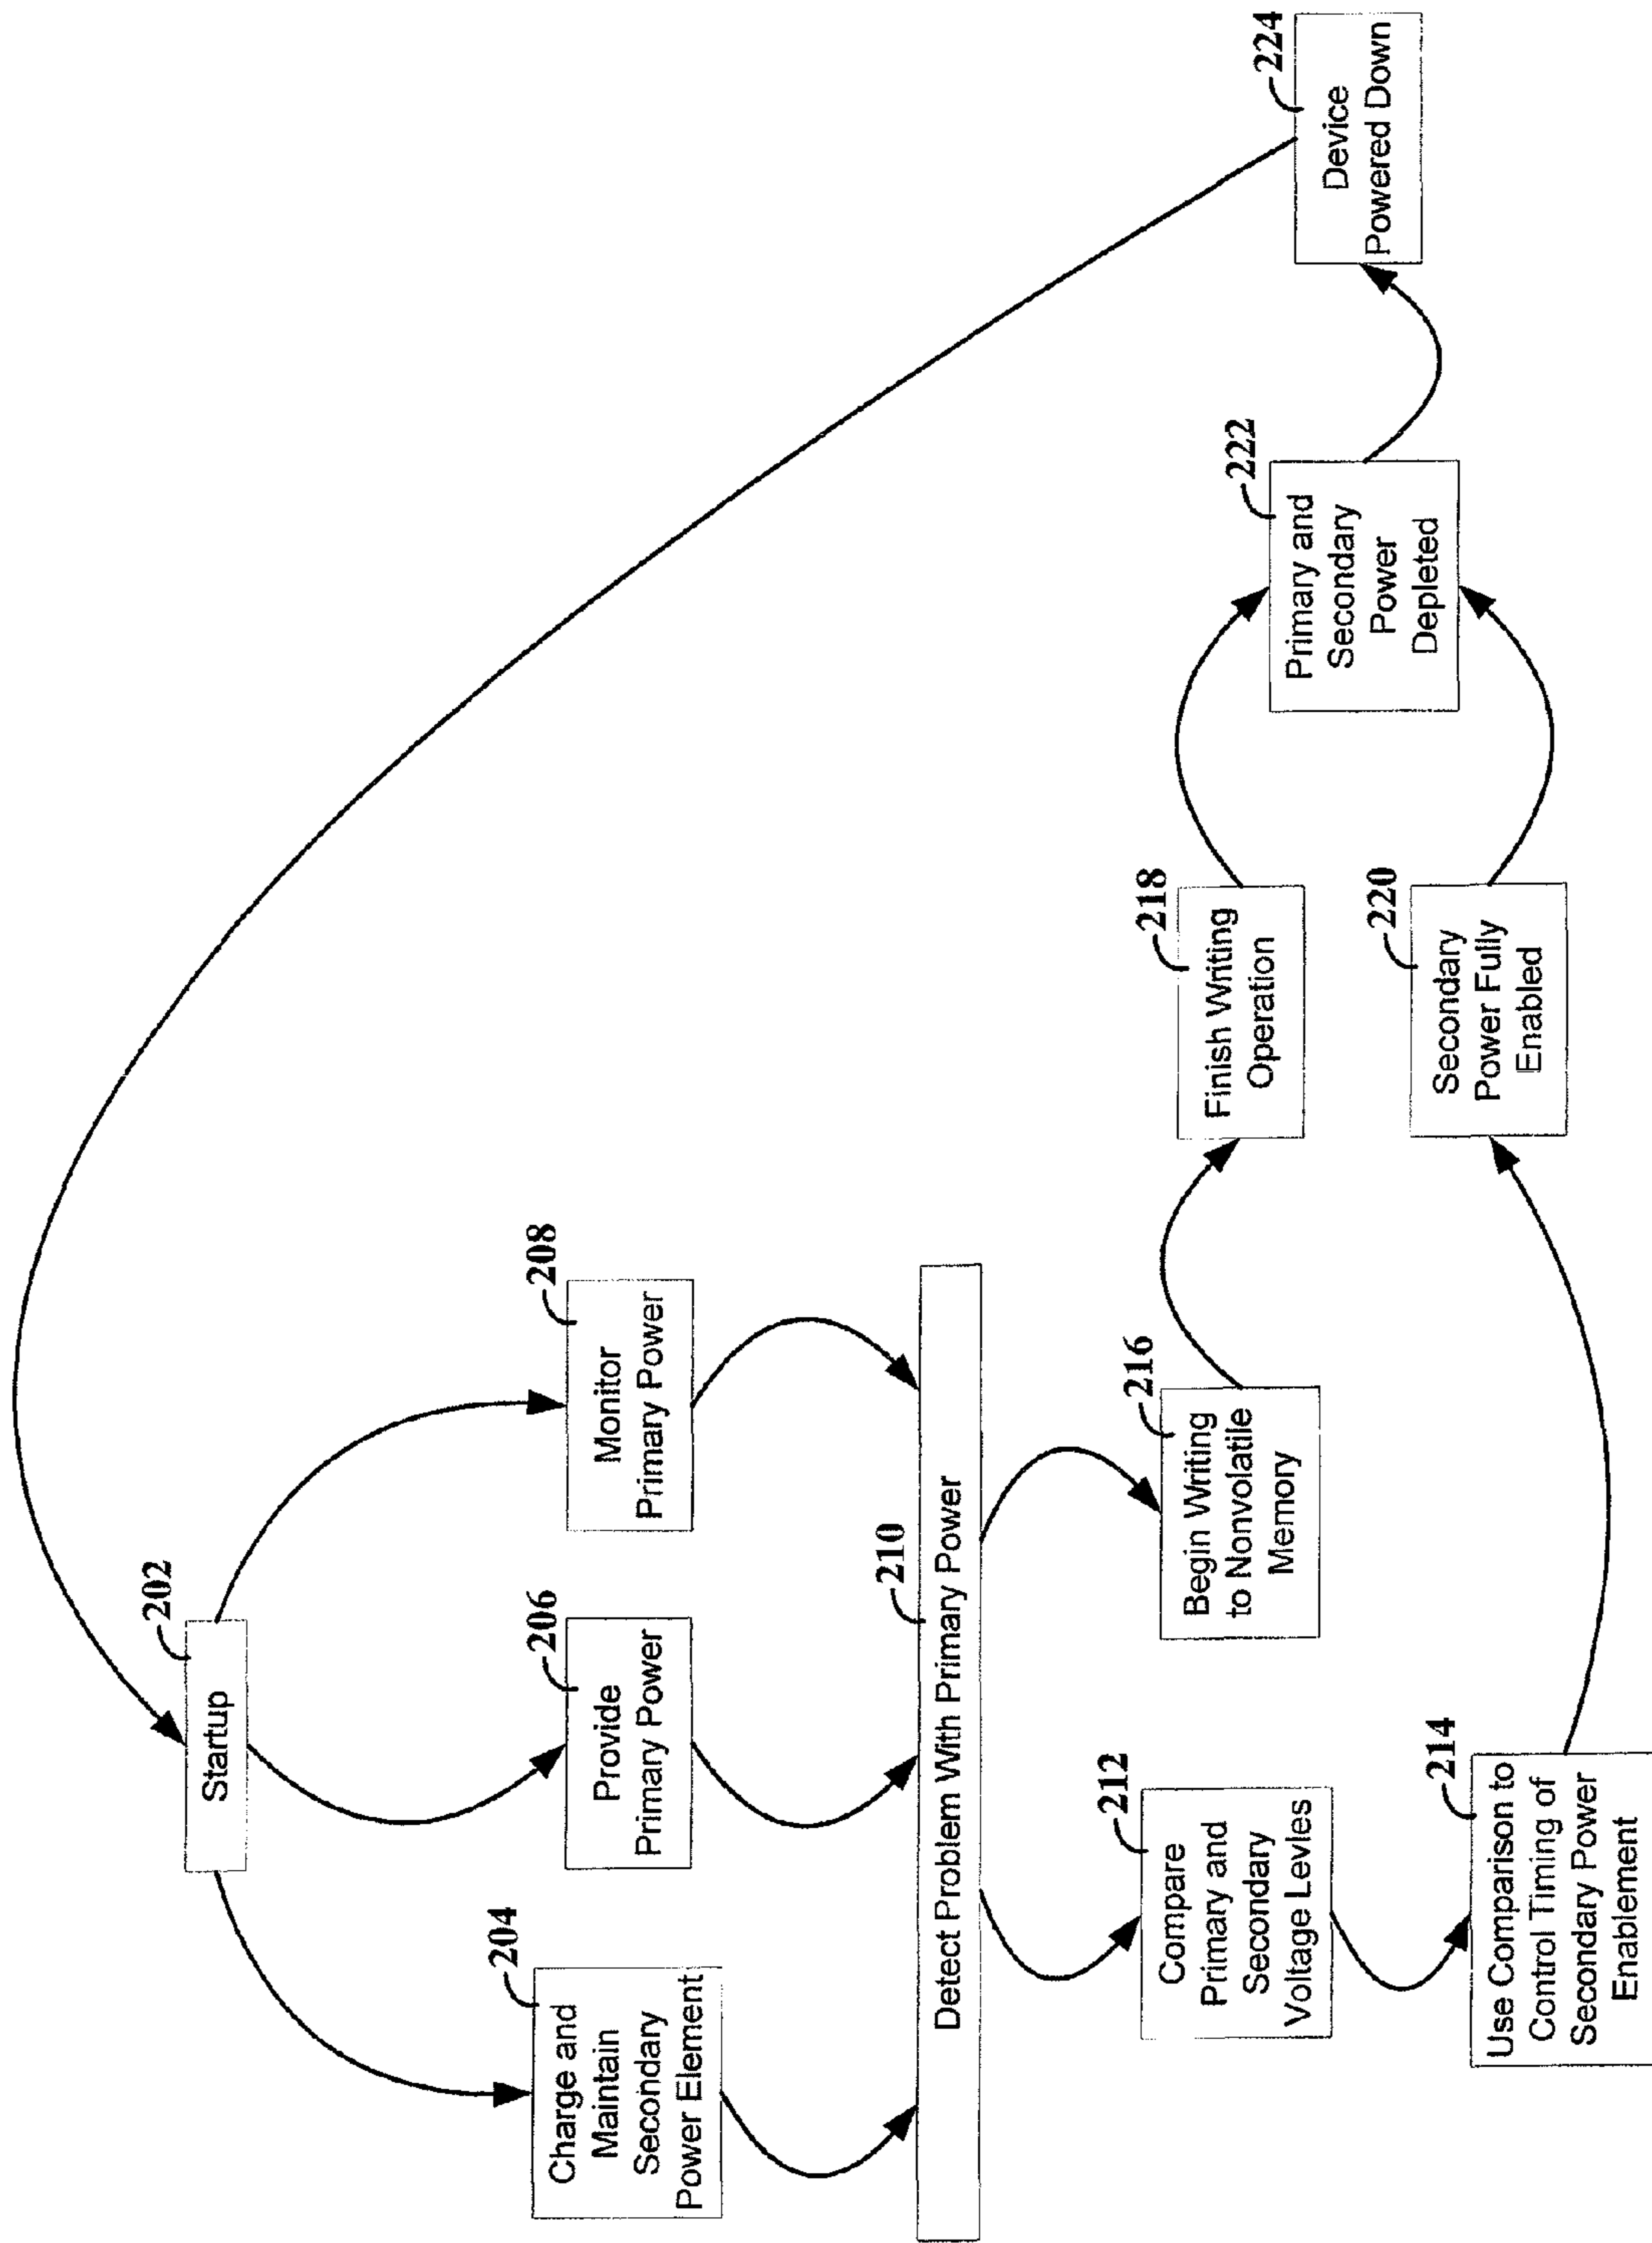 202
Startup
204
Charge and
Maintain
Secondary
Power Element
206
Provide
Primary Power
208
Monitor
Primary Power
210
Detect Problem With Primary Power
212
Compare
Primary and
Secondary
Voltage Levles
214
Use Comparison to
Control Timing of
Secondary Power
Enablement
216
Begin Writing
to Nonvolatile
Memory
218
Finish Writing
Operation
220
Secondary
Power Fully
Enabled
222
Primary and
Secondary
Power
Depleted
224
Device
Powered Down